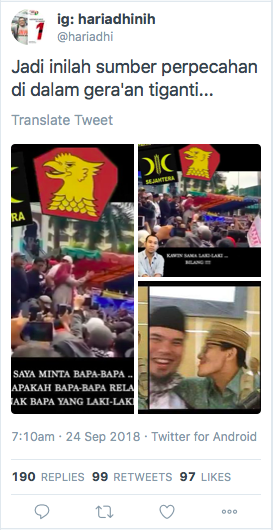 ig: hariadhinih
@hariadhi
Jadi inilah sumber perpecahan
di dalam gera'an tiganti...
Translate Tweet
SEJAHTERA
SAYA MINTA BAPA-BAPA ..
APAKAH BAPA-BAPA RELA
NAK BAPA YANG LAKI-LAKI
SEJAHTERA
KAWIN SAMA LAKI-LAKI ...
BILANG !!!!
7:10am · 24 Sep 2018 · Twitter for Android
190 REPLIES 99 RETWEETS 97 LIKES